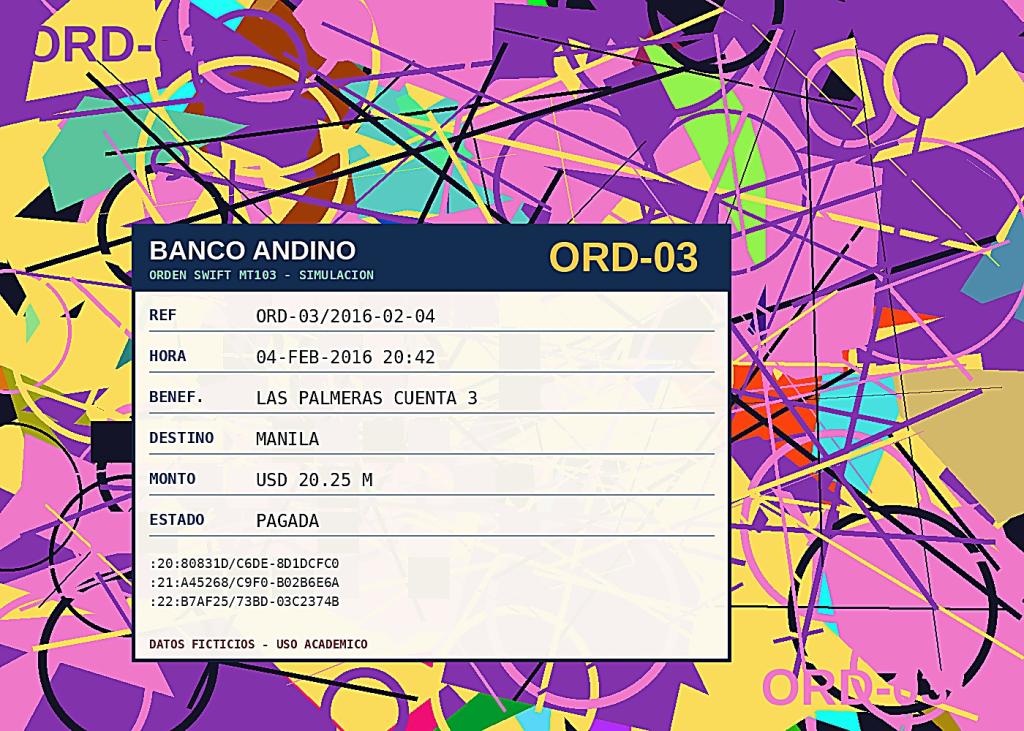 ORD-
BANCO ANDINO
ORD-03
ORDEN SWIFT MT103 - SIMULACION
REF ORD-03/2016-02-04
HORA 04-FEB-2016 20:42
BENEF. LAS PALMERAS CUENTA 3
DESTINO MANILA
MONTO USD 20.25 M
ESTADO PAGADA
:20:80831D/C6DE-8D1DCFC0
:21:A45268/C9F0-B02B6E6A
:22:B7AF25/73BD-03C2374B
DATOS FICTICIOS - USO ACADEMICO
ORD-03